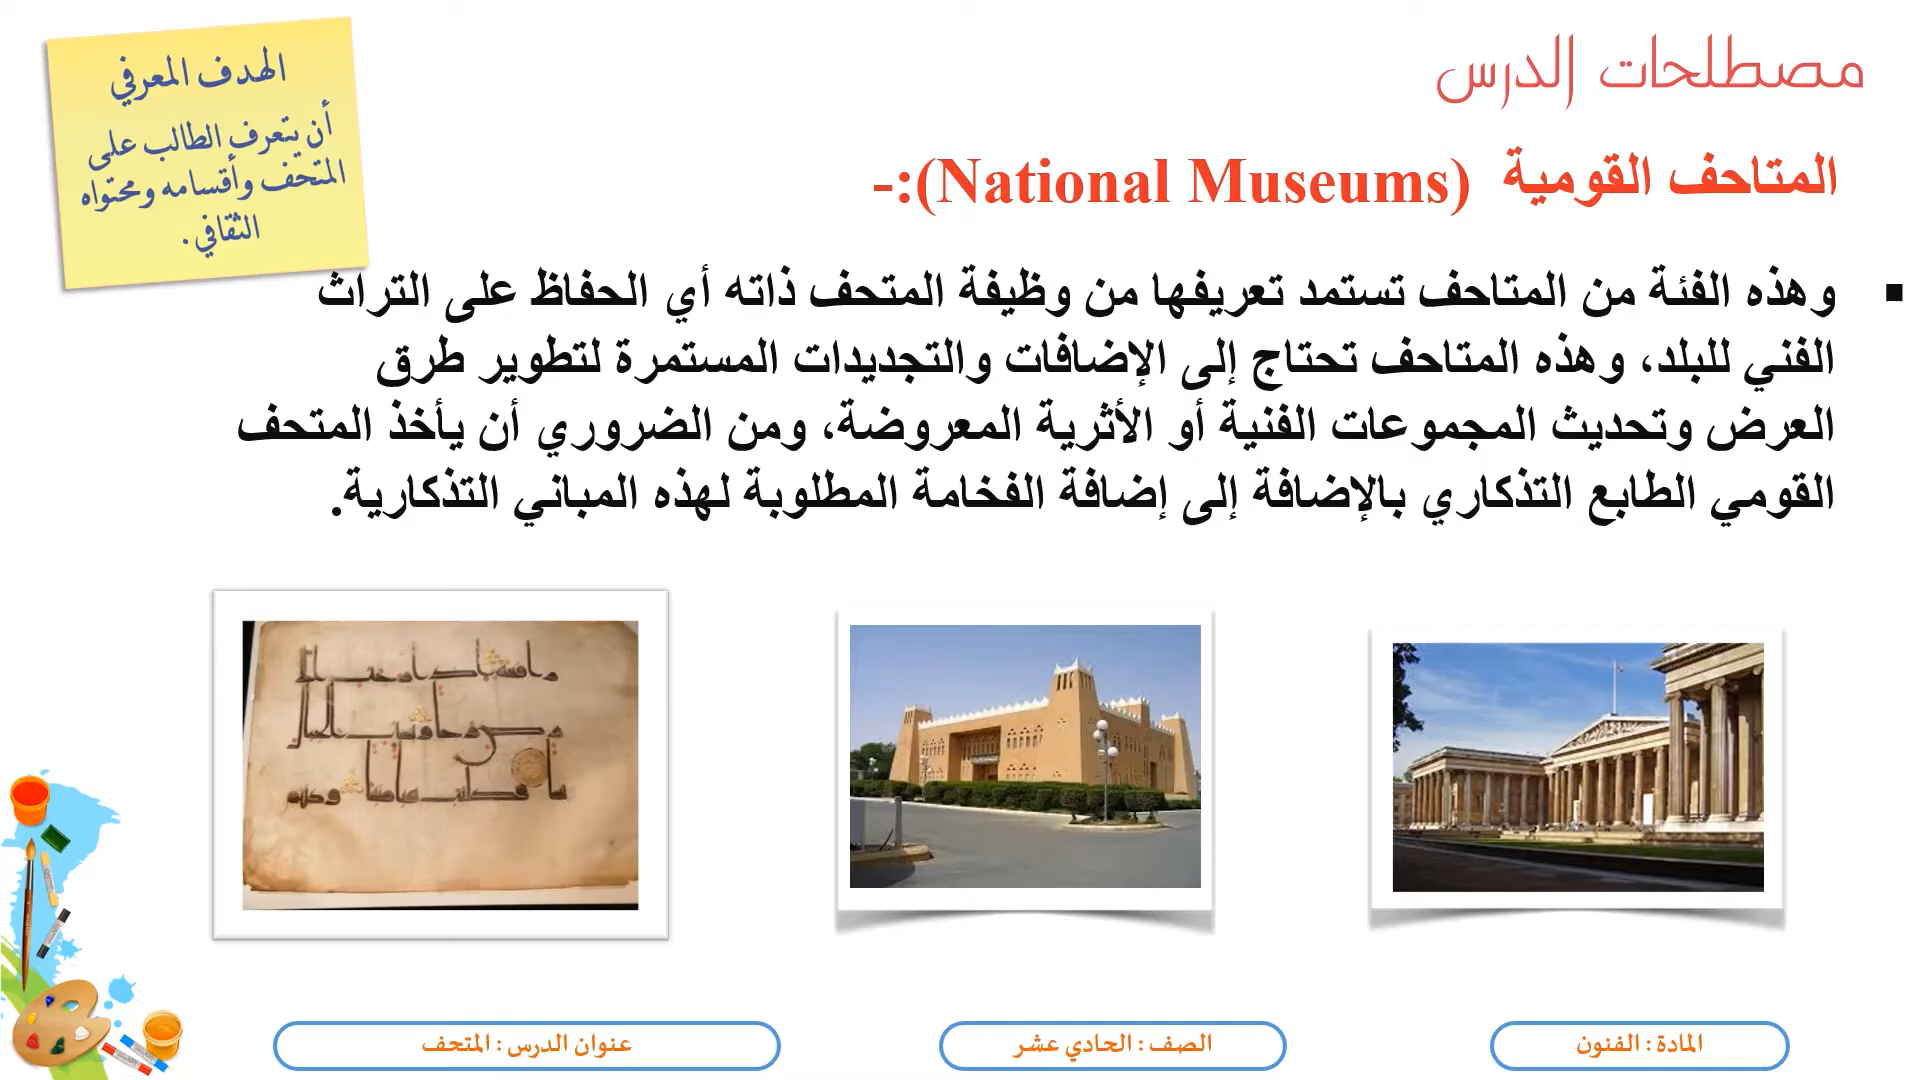 مصطلحات الدرس
الهدف المعرفي
أن يتعرف الطالب على
المتحف وأقسامه ومحتواه
الثقافي .
المتاحف القومية (National Museums):-
▪ وهذه الفئة من المتاحف تستمد تعريفها من وظيفة المتحف ذاته أي الحفاظ على التراث
الفني للبلد، وهذه المتاحف تحتاج إلى الإضافات والتجديدات المستمرة لتطوير طرق
العرض وتحديث المجموعات الفنية أو الأثرية المعروضة، ومن الضروري أن يأخذ المتحف
القومي الطابع التذكاري بالإضافة إلى إضافة الفخامة المطلوبة لهذه المباني التذكارية.
المادة : الفنون
الصف : الحادي عشر
عنوان الدرس : المتحف